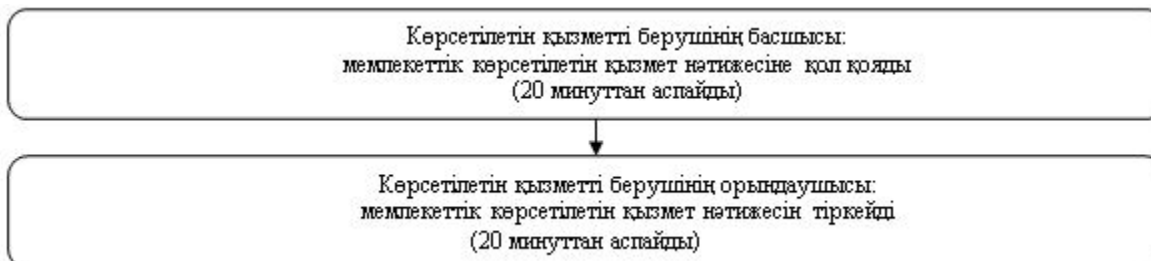 Көрсетілетін қызметті берушінің басшысы:
мемлекеттік көрсетілетін қызмет нәтижесіне қол қояды
(20 минуттан аспайды)
Көрсетілетін қызметті берушінің орындаушысы:
мемлекеттік көрсетілетін қызмет нәтижесін тіркейді
(20 минуттан аспайды)